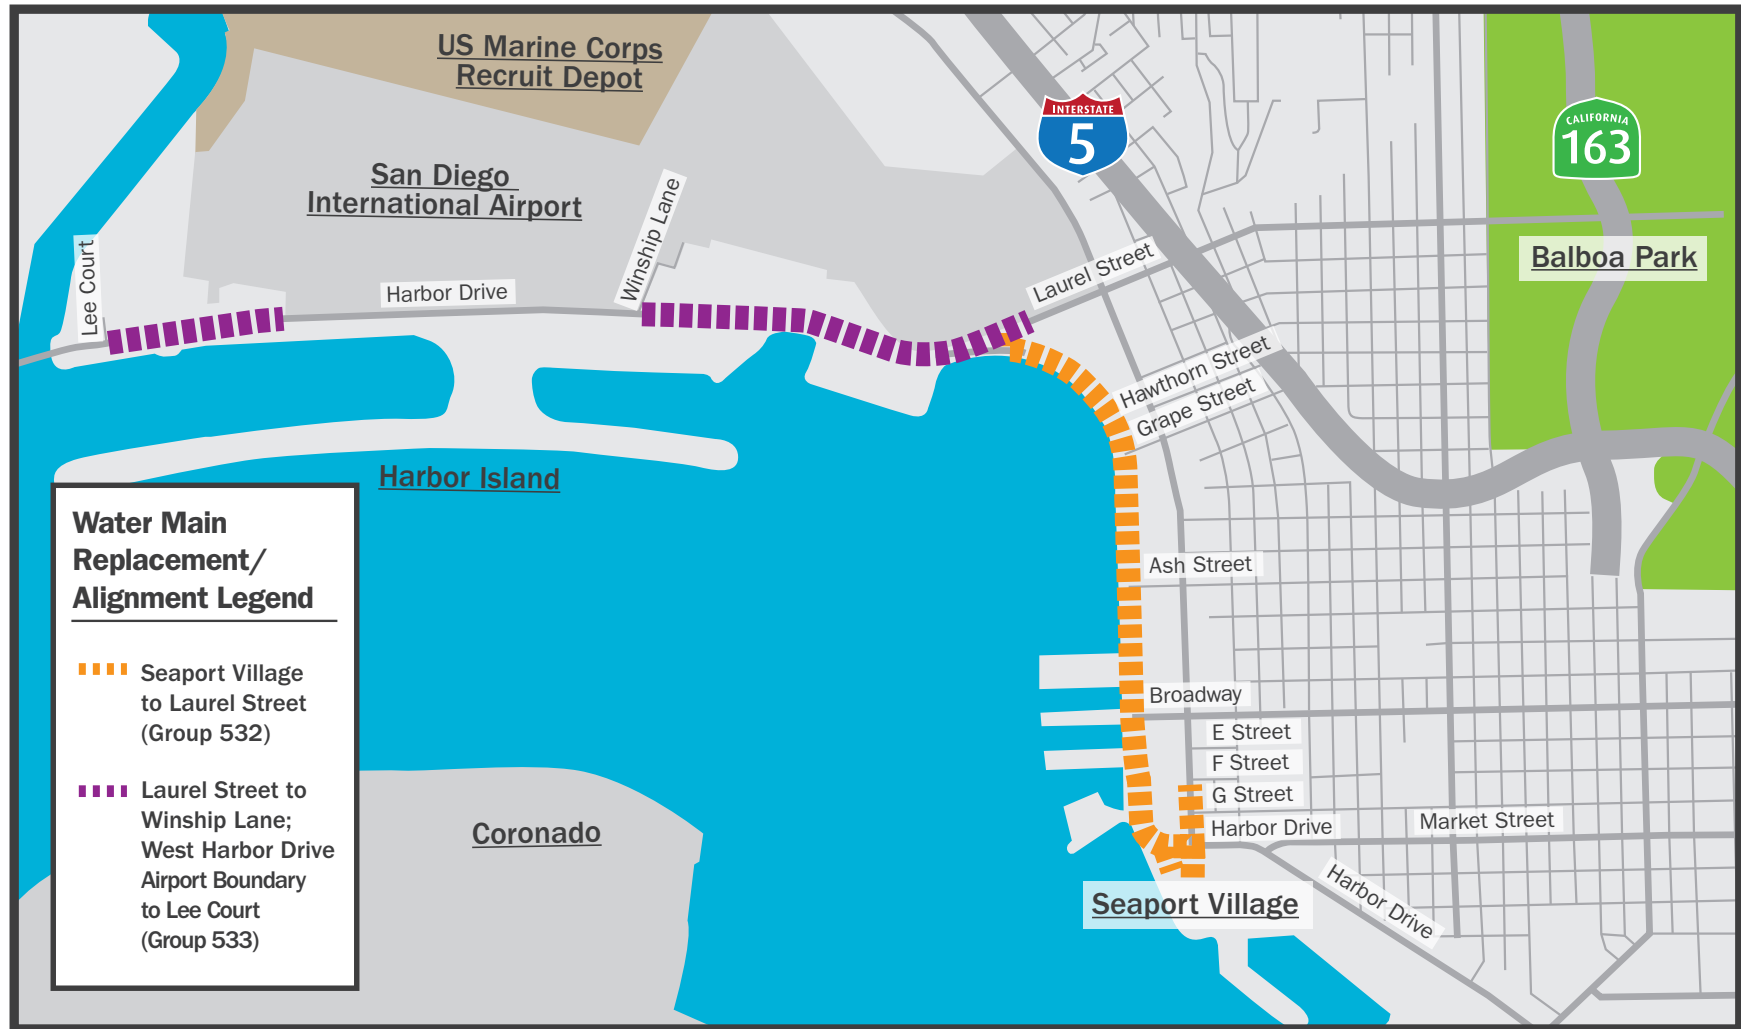 US Marine Corps
Recruit Depot
INTERSTATE
5
CALIFORNIA
163
San Diego
International Airport
Winship Lane
Lee Court
Harbor Drive
Laurel Street
Balboa Park
Hawthorn Street
Grape Street
Harbor Island
Water Main
Replacement/
Alignment Legend
Seaport Village
to Laurel Street
(Group 532)
Laurel Street to
Winship Lane;
West Harbor Drive
Airport Boundary
to Lee Court
(Group 533)
Ash Street
Broadway
E Street
F Street
G Street
Harbor Drive
Market Street
Coronado
Harbor Drive
Seaport Village